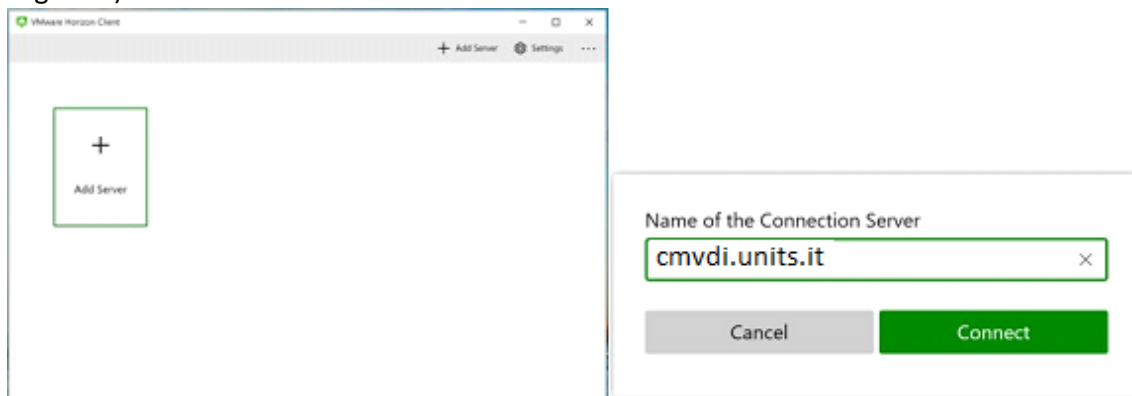 VMware Horizon Client
+ Add Server Settings ...
+
Add Server
Name of the Connection Server
cmvdi.units.it
Cancel Connect